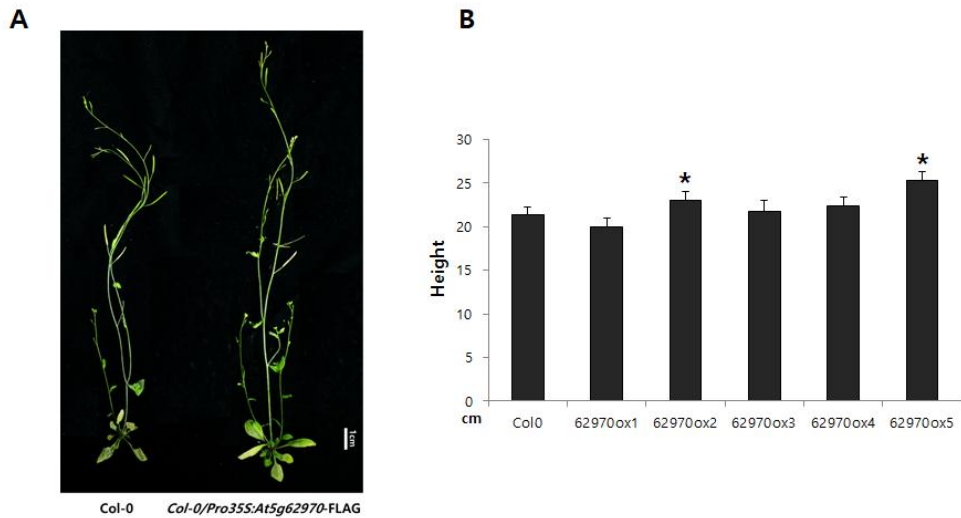 A
B
1cm
Col-0 Col-0/Pro35S:At5g62970-FLAG
Height
30
25
20
15
10
5
0
cm
Col0 62970ox1 62970ox2 62970ox3 62970ox4 62970ox5
*
*